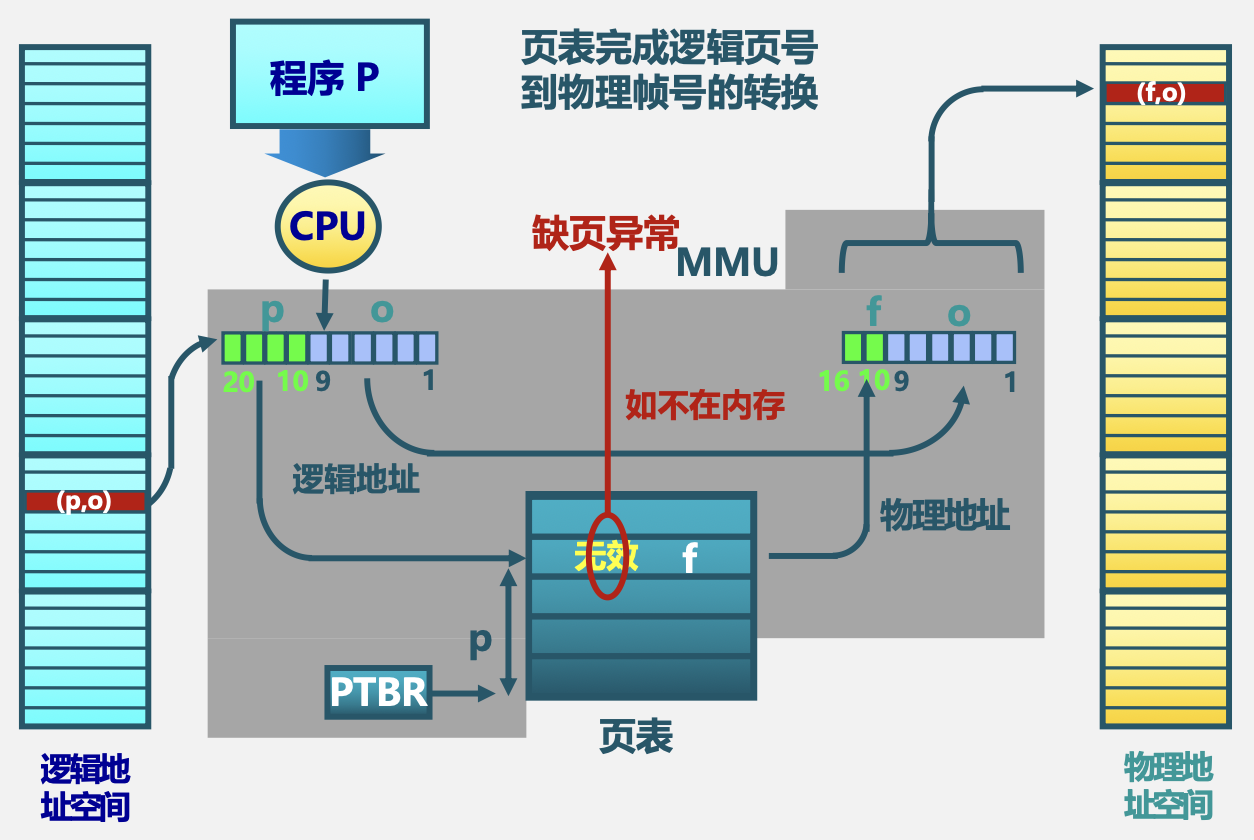 程序 P
页表完成逻辑页号
到物理帧号的转换
(f,o)
CPU
缺页异常
MMU
p
o
f
o
20
10
9
1
16
10
9
1
如不在内存
逻辑地址
(p,o)
物理地址
无效
f
p
PTBR
页表
逻辑地
址空间
物理地
址空间